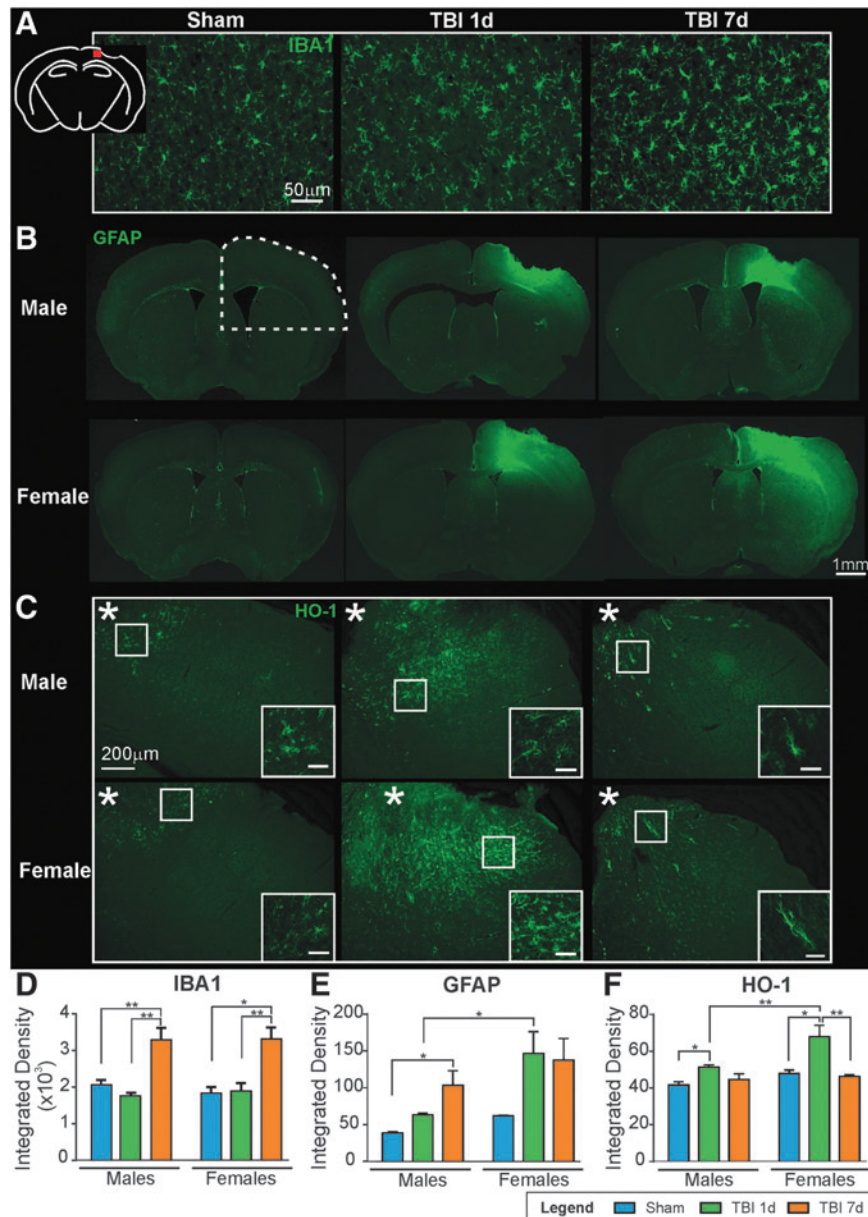 A
Sham TBI 1d TBI 7d
IBA1
50μm
B
GFAP
Male
Female
1mm
C
* * *
HO-1
Male
200μm
* * *
Female
D IBA1
** *
** **
Integrated Density
(x10³)
4
3
2
1
0
Males Females
E GFAP
*
*
Integrated Density
200
150
100
50
0
Males Females
F HO-1
**
* * **
Integrated Density
80
60
40
20
0
Males Females
Legend Sham TBI 1d TBI 7d